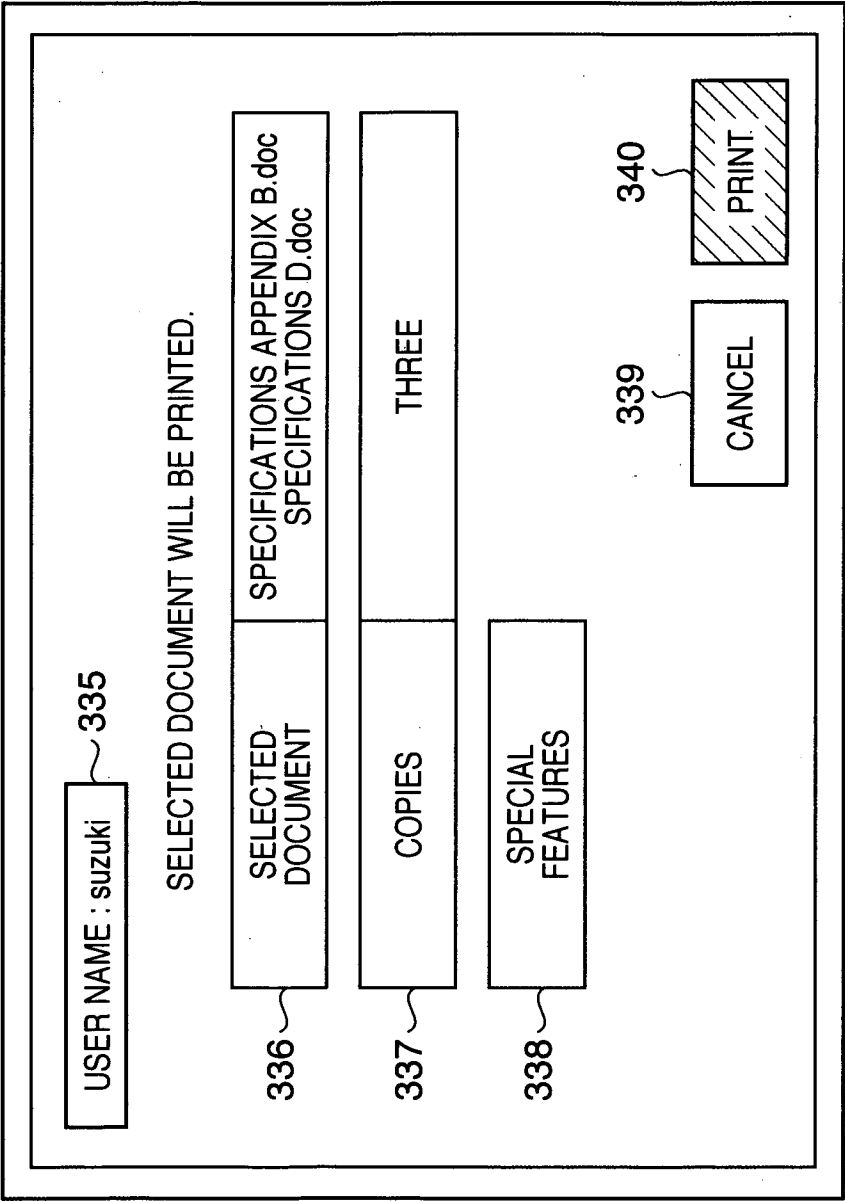 USER NAME : suzuki
335
SELECTED DOCUMENT WILL BE PRINTED.
336
SELECTED
DOCUMENT
SPECIFICATIONS APPENDIX B.doc
SPECIFICATIONS D.doc
337
COPIES
THREE
338
SPECIAL
FEATURES
339
CANCEL
340
PRINT